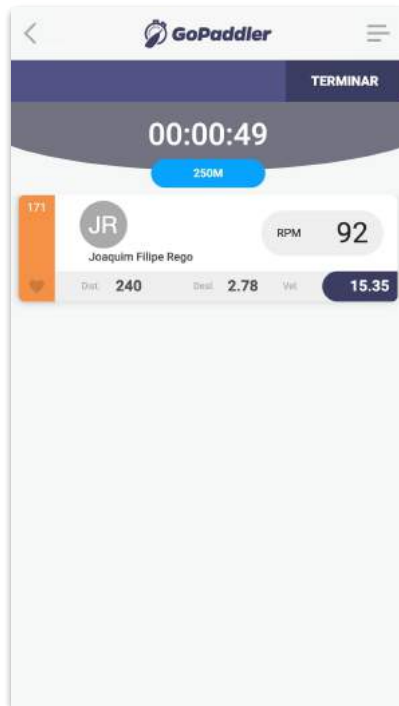 GoPaddler
TERMINAR
00:00:49
250M
171
JR
Joaquim Filipe Rego
RPM 92
Dist. 240 Desl. 2.78 Vel. 15.35